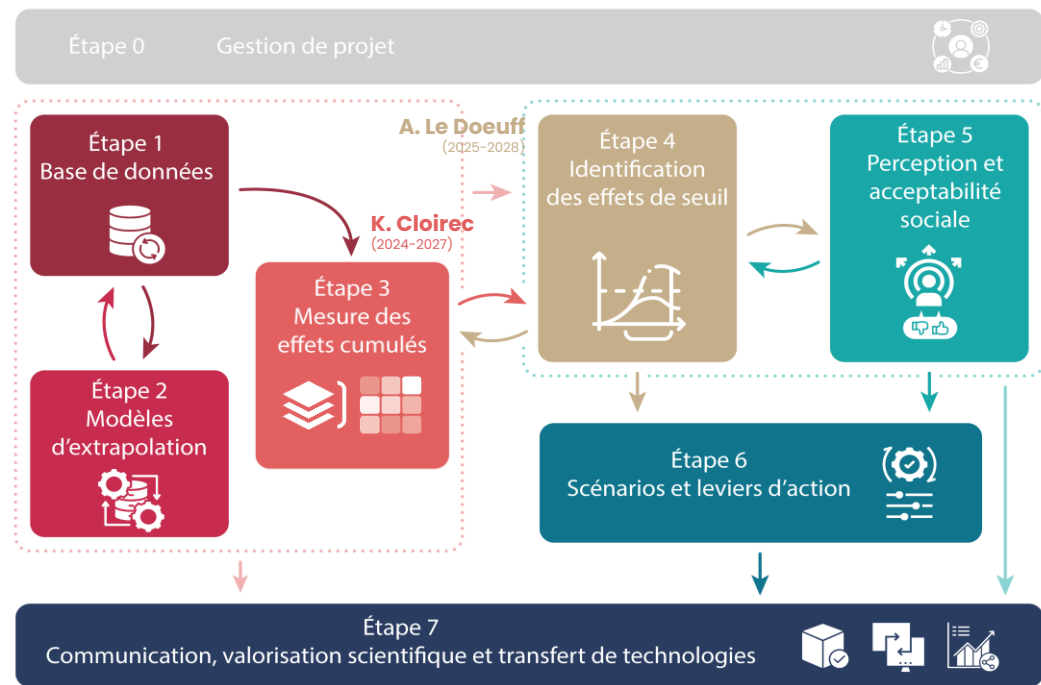 Étape 0
Gestion de projet
Étape 1
Base de données
A. Le Doeuff
(2025-2028)
Étape 4
Identification
des effets de seuil
Étape 5
Perception et
acceptabilité
sociale
K. Cloirec
(2024-2027)
Étape 3
Mesure des
effets cumulés
Étape 2
Modèles
d’extrapolation
Étape 6
Scénarios et leviers d’action
Étape 7
Communication, valorisation scientifique et transfert de technologies